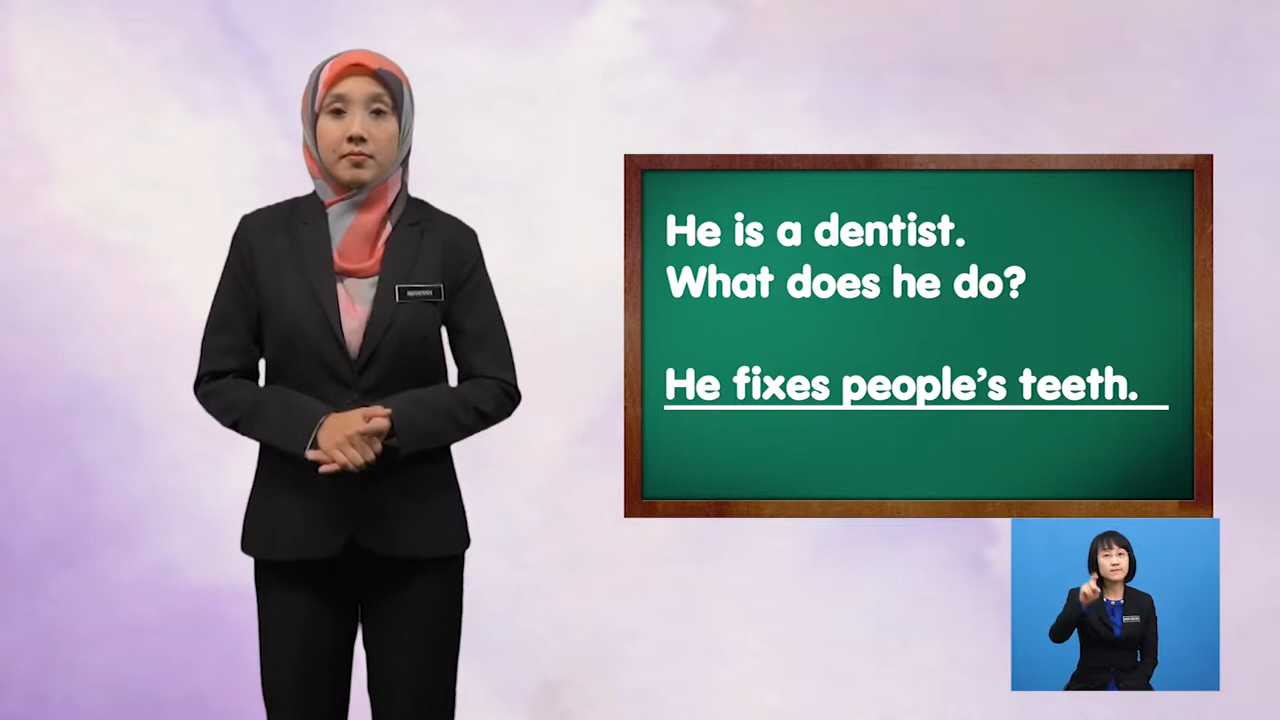 He is a dentist.
What does he do?
He fixes people's teeth.